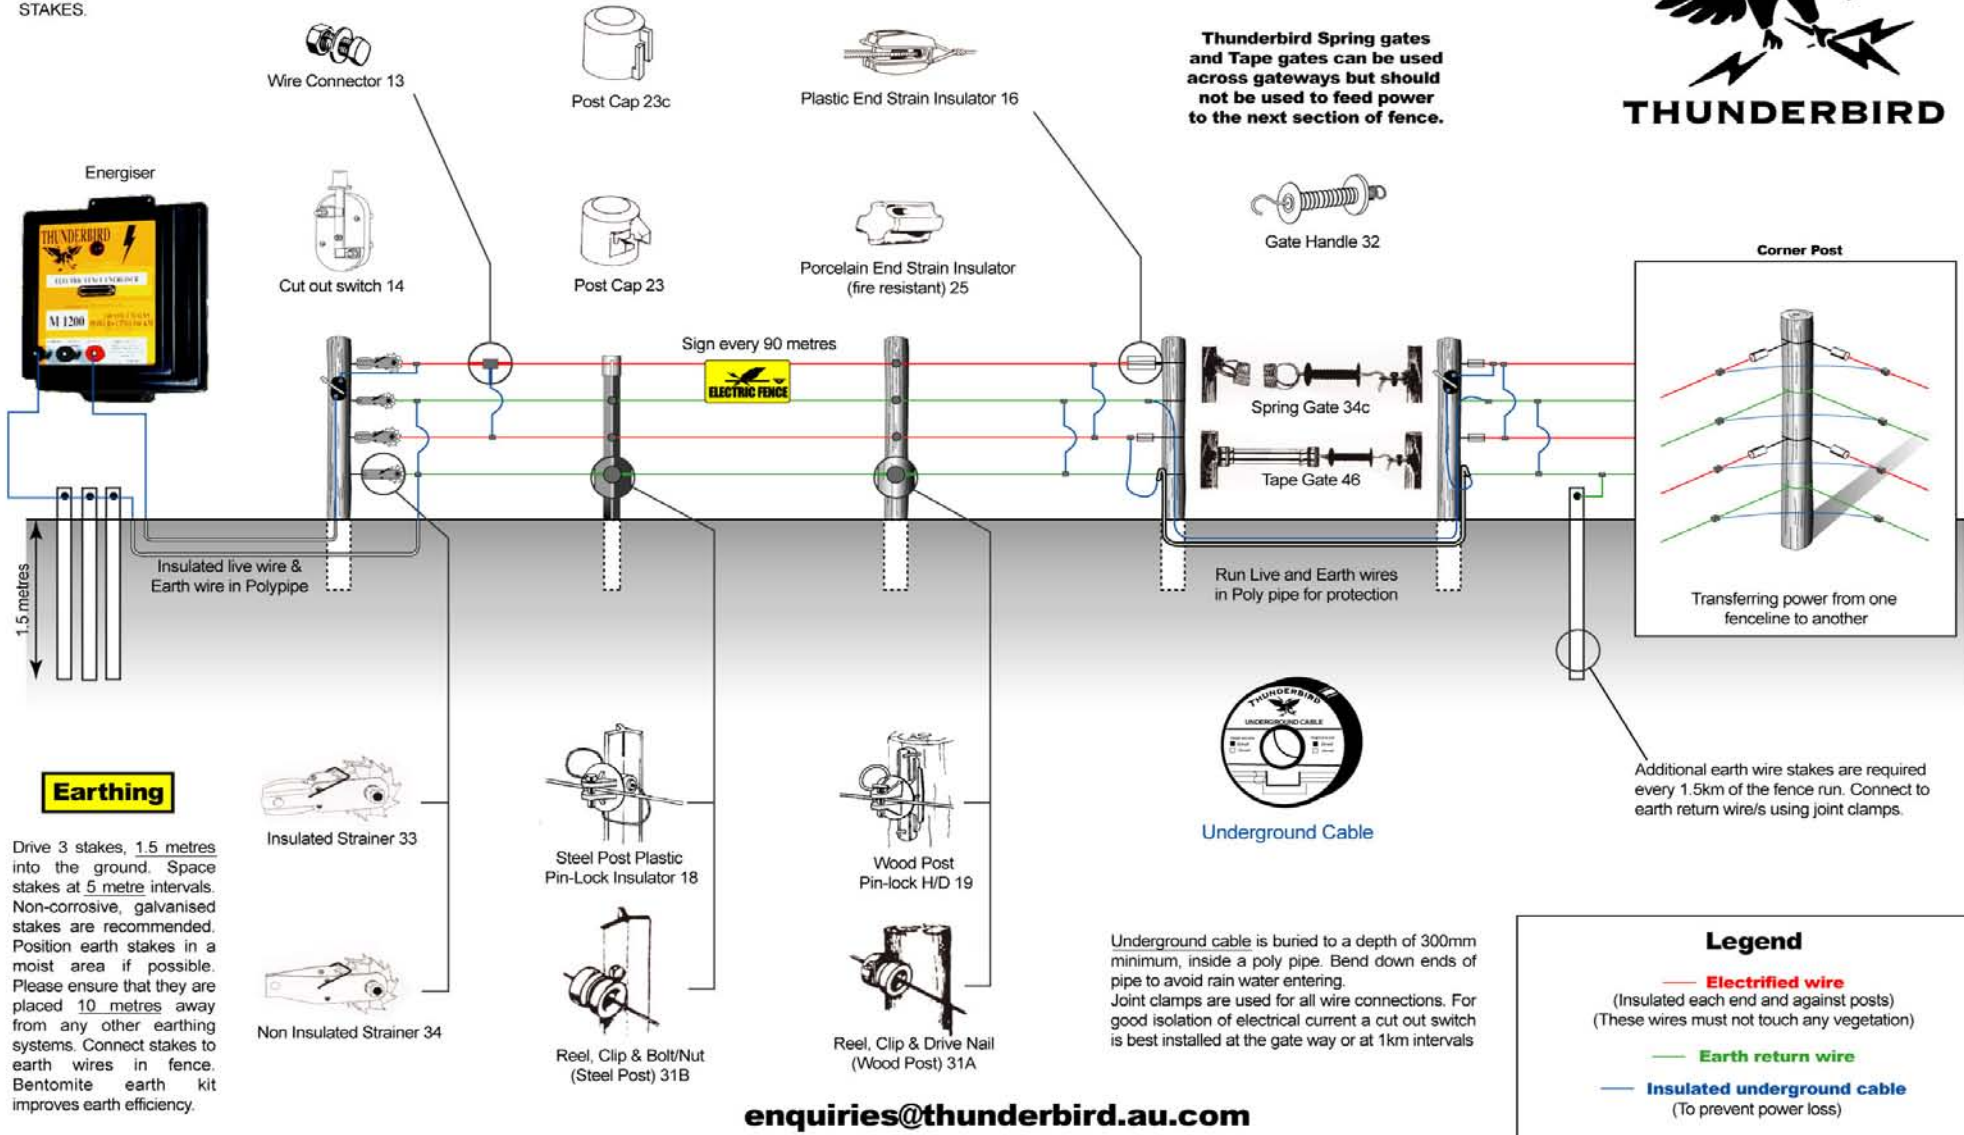 STAKES.
Wire Connector 13
Post Cap 23c
Plastic End Strain Insulator 16
Thunderbird Spring gates
and Tape gates can be used
across gateways but should
not be used to feed power
to the next section of fence.
THUNDERBIRD
Energiser
THUNDERBIRD
M 1200
Cut out switch 14
Post Cap 23
Porcelain End Strain Insulator
(fire resistant) 25
Gate Handle 32
Corner Post
Sign every 90 metres
ELECTRIC FENCE
Spring Gate 34c
Tape Gate 46
1.5 metres
Insulated live wire &
Earth wire in Polypipe
Run Live and Earth wires
in Poly pipe for protection
Transferring power from one
fenceline to another
THUNDERBIRD
UNDERGROUND CABLE
Underground Cable
Additional earth wire stakes are required
every 1.5km of the fence run. Connect to
earth return wire/s using joint clamps.
Earthing
Drive 3 stakes, 1.5 metres
into the ground. Space
stakes at 5 metre intervals.
Non-corrosive, galvanised
stakes are recommended.
Position earth stakes in a
moist area if possible.
Please ensure that they are
placed 10 metres away
from any other earthing
systems. Connect stakes to
earth wires in fence.
Bentomite earth kit
improves earth efficiency.
Insulated Strainer 33
Non Insulated Strainer 34
Steel Post Plastic
Pin-Lock Insulator 18
Reel, Clip & Bolt/Nut
(Steel Post) 31B
Wood Post
Pin-lock H/D 19
Reel, Clip & Drive Nail
(Wood Post) 31A
Underground cable is buried to a depth of 300mm
minimum, inside a poly pipe. Bend down ends of
pipe to avoid rain water entering.
Joint clamps are used for all wire connections. For
good isolation of electrical current a cut out switch
is best installed at the gate way or at 1km intervals
Legend
Electrified wire
(Insulated each end and against posts)
(These wires must not touch any vegetation)
Earth return wire
Insulated underground cable
(To prevent power loss)
enquiries@thunderbird.au.com